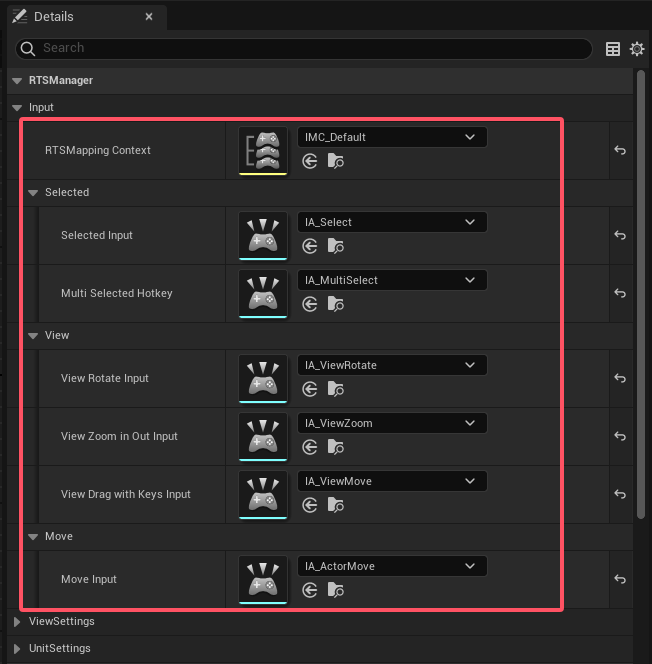 Details
Search
RTSManager
Input
RTSMapping Context
IMC_Default
Selected
Selected Input
IA_Select
Multi Selected Hotkey
IA_MultiSelect
View
View Rotate Input
IA_ViewRotate
View Zoom in Out Input
IA_ViewZoom
View Drag with Keys Input
IA_ViewMove
Move
Move Input
IA_ActorMove
ViewSettings
UnitSettings